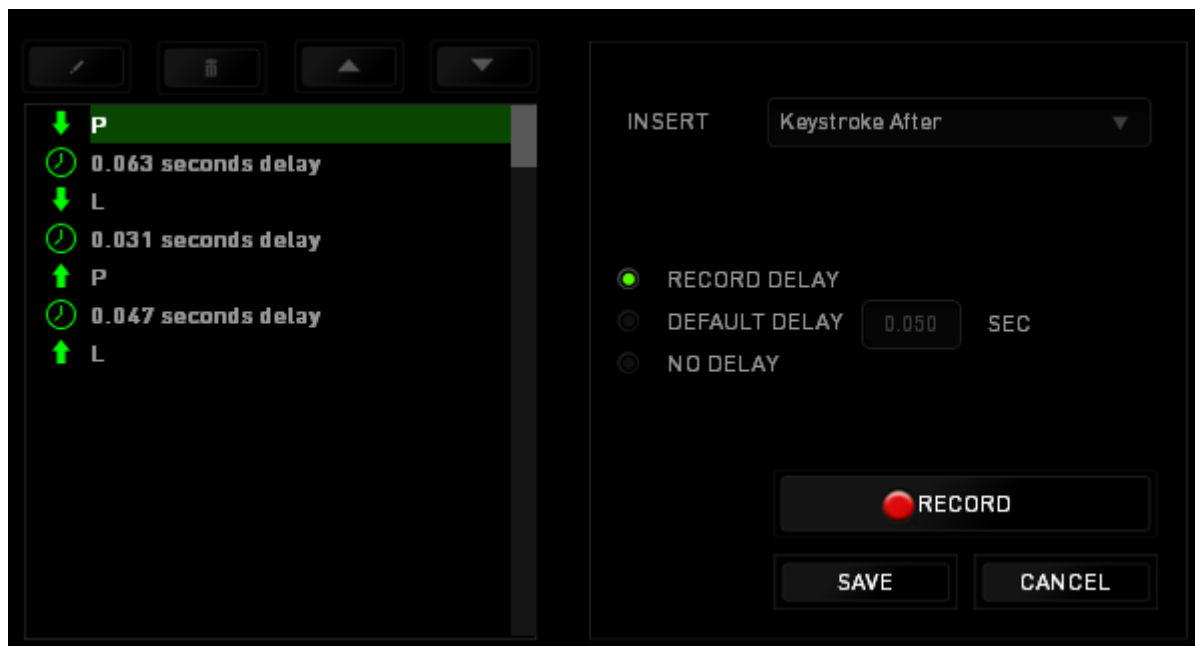 P
0.063 seconds delay
L
0.031 seconds delay
P
0.047 seconds delay
L
INSERT Keystroke After
RECORD DELAY
DEFAULT DELAY 0.050 SEC
NO DELAY
RECORD
SAVE CANCEL